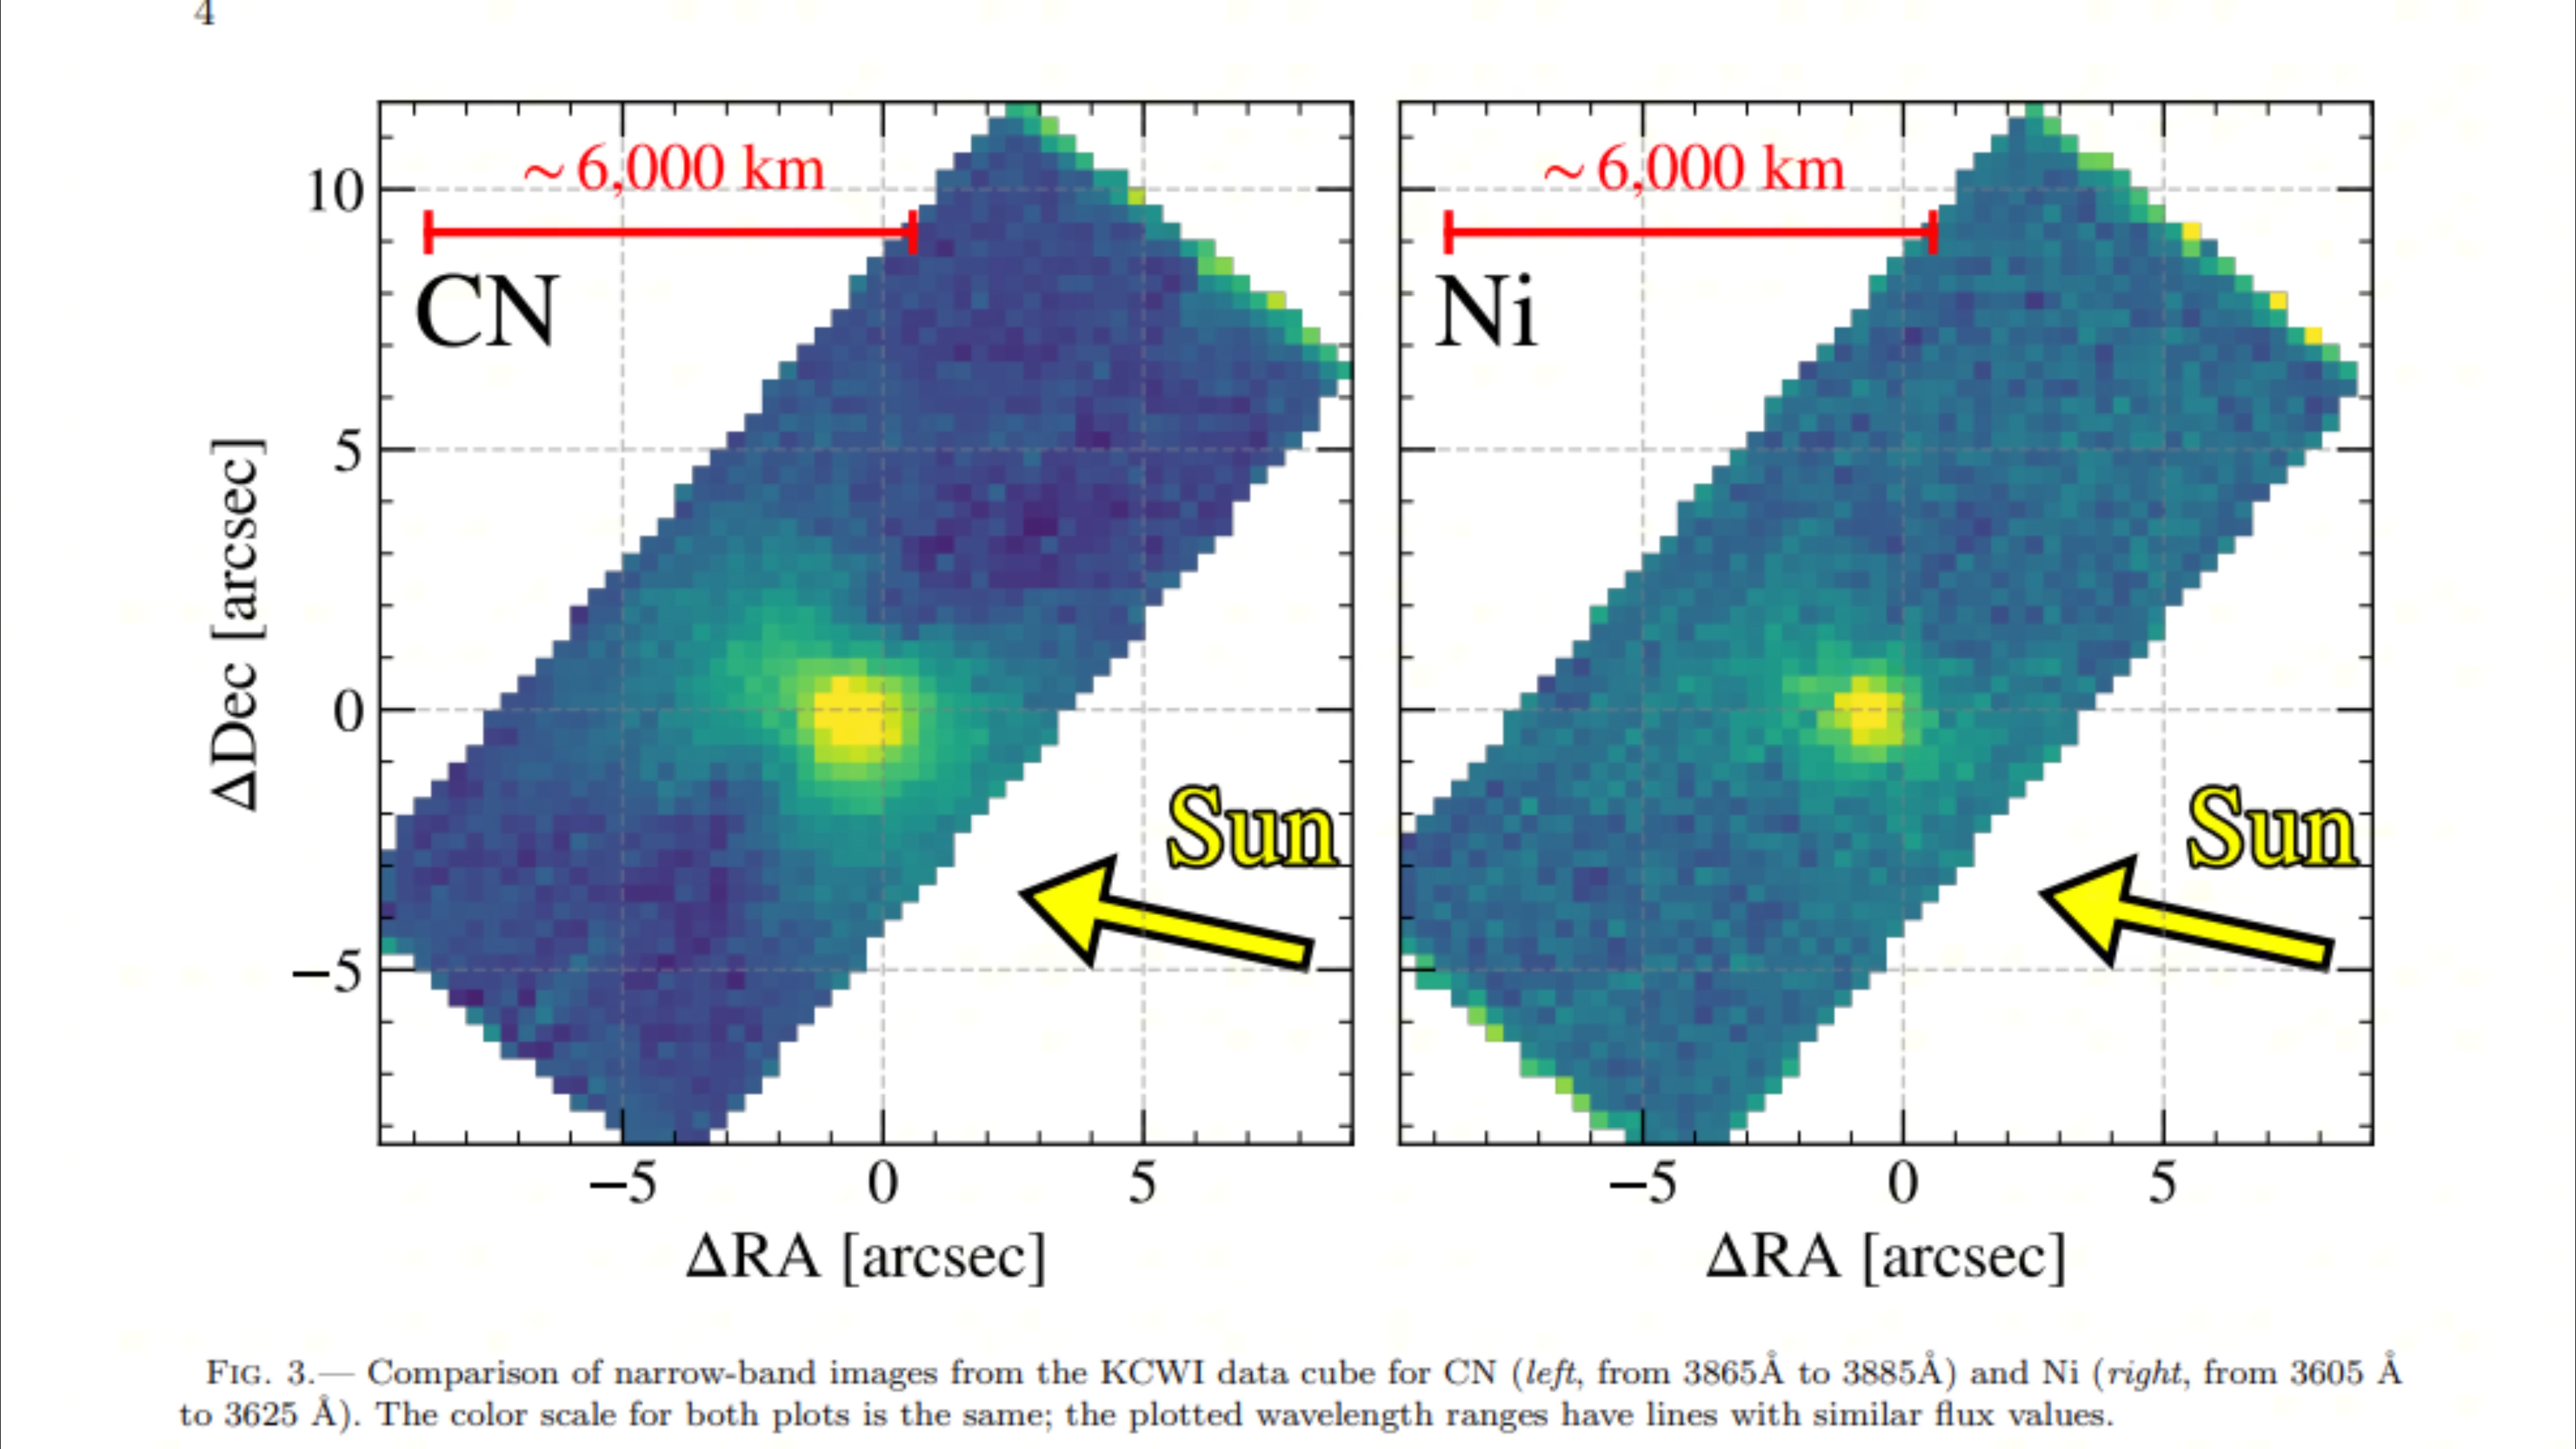 4
~6,000 km
~6,000 km
CN
Ni
10
5
0
−5
ΔDec [arcsec]
Sun
Sun
−5 0 5
−5 0 5
ΔRA [arcsec]
ΔRA [arcsec]
FIG. 3.— Comparison of narrow-band images from the KCWI data cube for CN (left, from 3865Å to 3885Å) and Ni (right, from 3605 Å
to 3625 Å). The color scale for both plots is the same; the plotted wavelength ranges have lines with similar flux values.